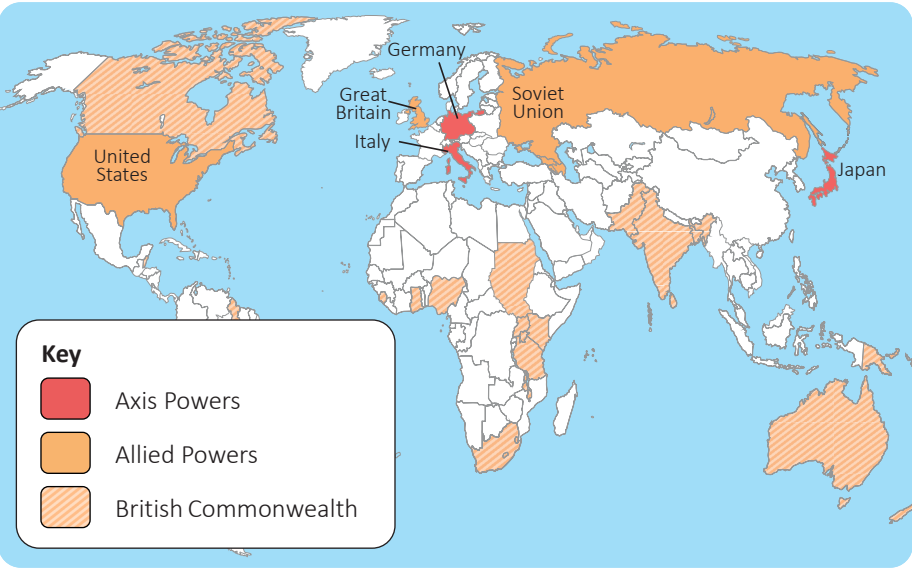 Germany
Great
Britain
Italy
Soviet
Union
United
States
Japan
Key
Axis Powers
Allied Powers
British Commonwealth